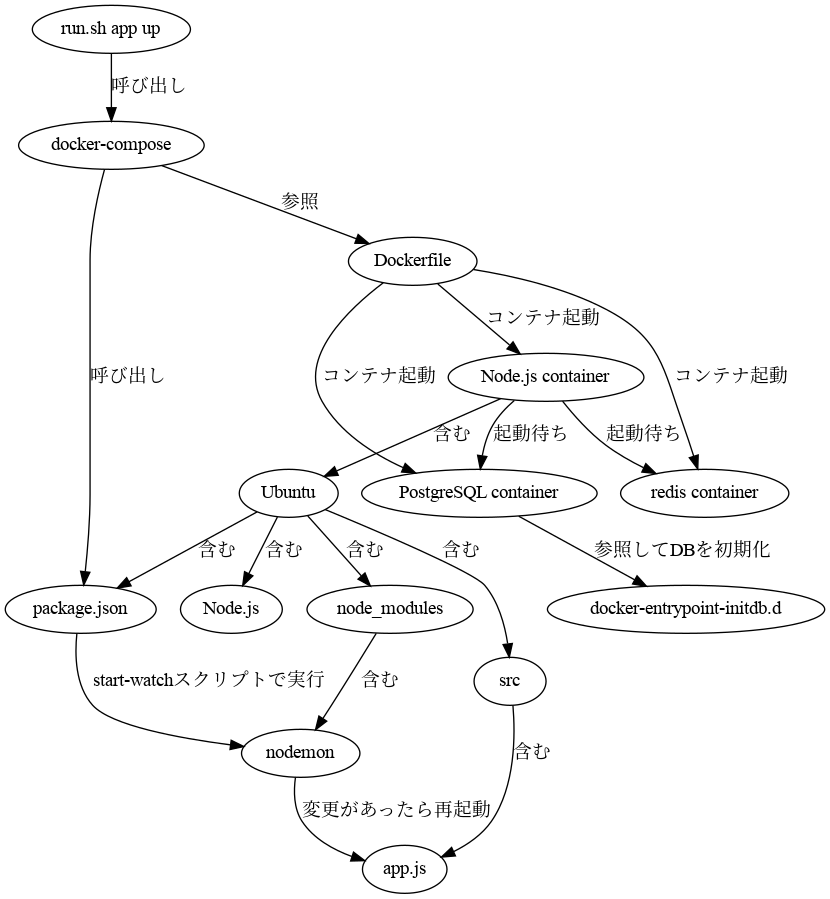 run.sh app up
呼び出し
docker-compose
参照
Dockerfile
コンテナ起動
Node.js container
呼び出し
コンテナ起動
コンテナ起動
含む
起動待ち
起動待ち
Ubuntu
PostgreSQL container
redis container
含む
含む
含む
含む
参照してDBを初期化
package.json
Node.js
node_modules
docker-entrypoint-initdb.d
start-watchスクリプトで実行
含む
src
nodemon
含む
変更があったら再起動
app.js